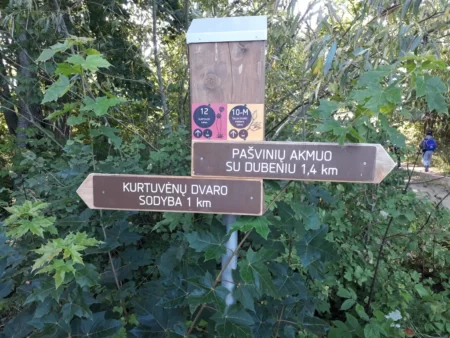 12
10-M
PAŠVINIŲ AKMUO
SU DUBENIU 1,4 km
KURTUVĖNŲ DVARO
SODYBA 1 km